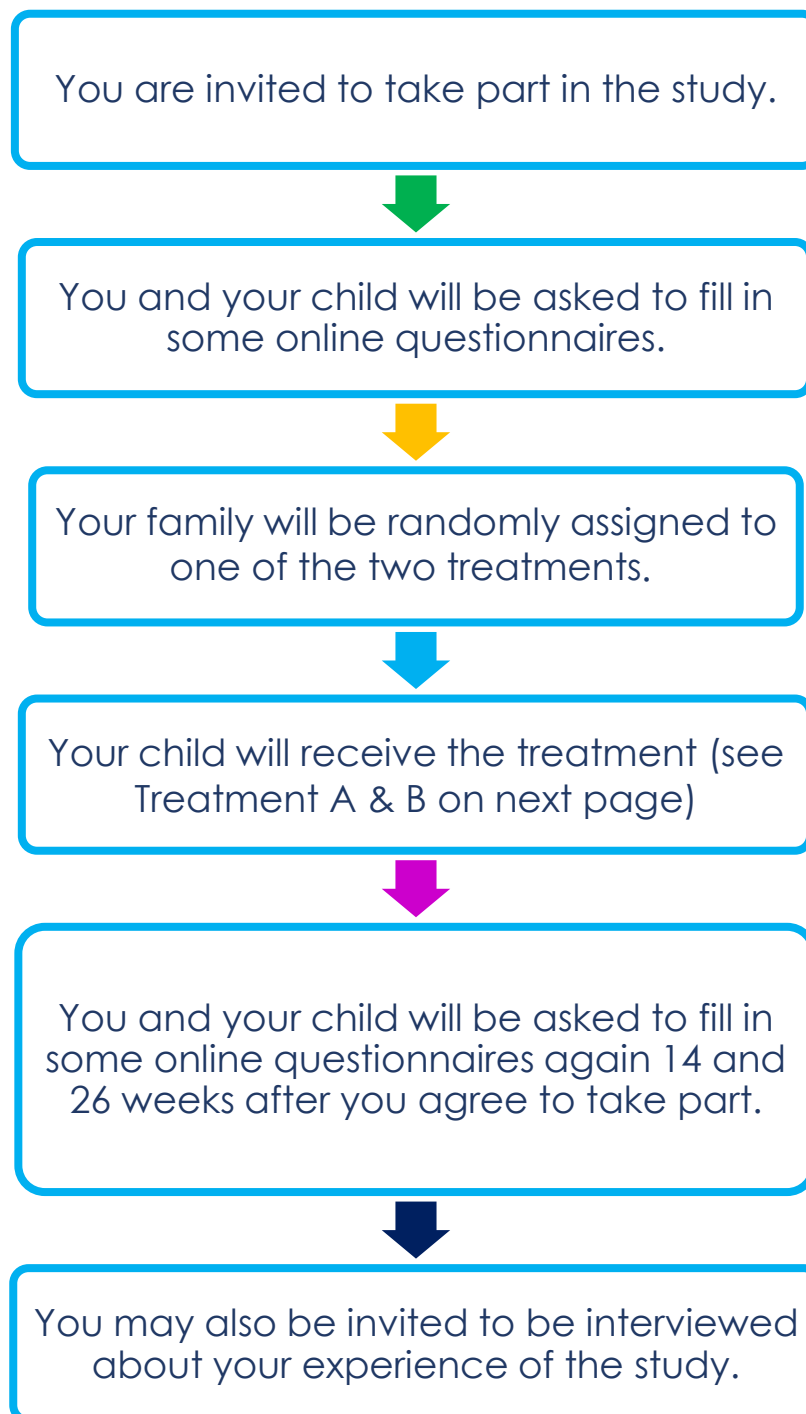 You are invited to take part in the study.
You and your child will be asked to fill in
some online questionnaires.
Your family will be randomly assigned to
one of the two treatments.
Your child will receive the treatment (see
Treatment A & B on next page)
You and your child will be asked to fill in
some online questionnaires again 14 and
26 weeks after you agree to take part.
You may also be invited to be interviewed
about your experience of the study.